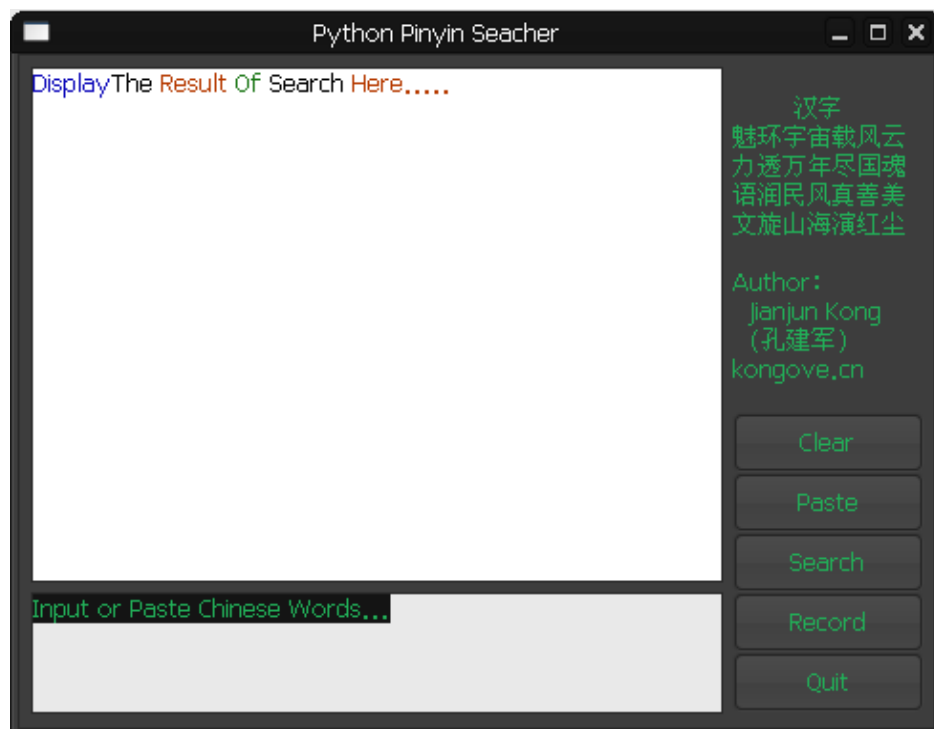 Python Pinyin Seacher
DisplayThe Result Of Search Here.....
汉字
魅环宇宙载风云
力透万年尽国魂
语润民风真善美
文旋山海演红尘
Author:
Jianjun Kong
(孔建军)
kongove.cn
Clear
Paste
Search
Record
Quit
Input or Paste Chinese Words...